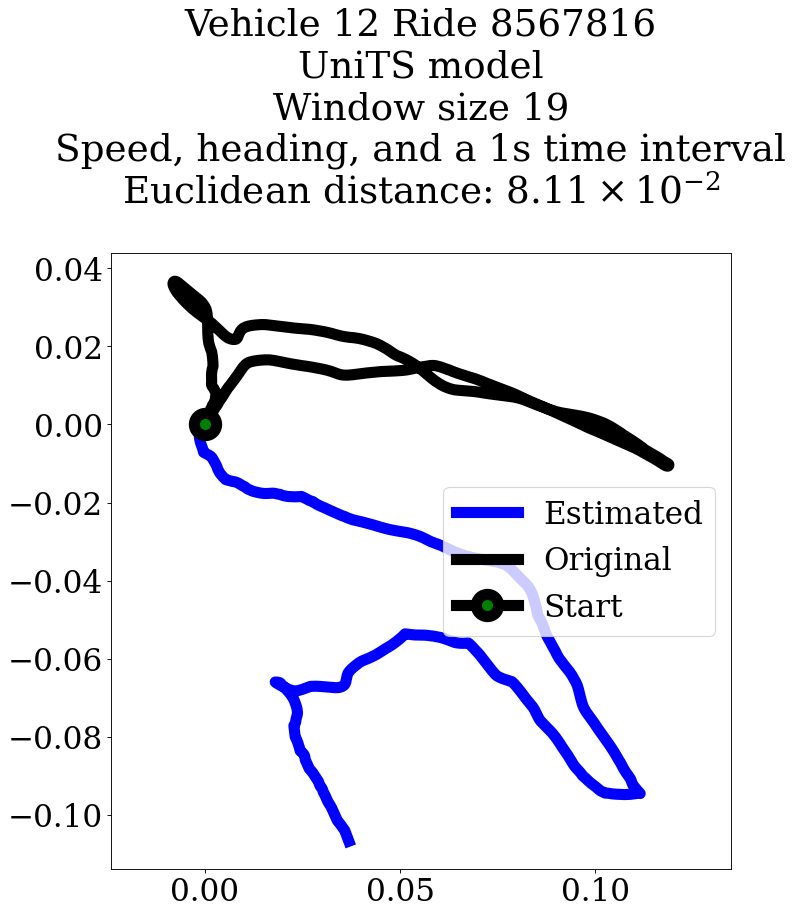 Vehicle 12 Ride 8567816
UniTS model
Window size 19
Speed, heading, and a 1s time interval
Euclidean distance: 8.11 × 10⁻²
0.04
0.02
0.00
−0.02
−0.04
−0.06
−0.08
−0.10
Estimated
Original
Start
0.00 0.05 0.10